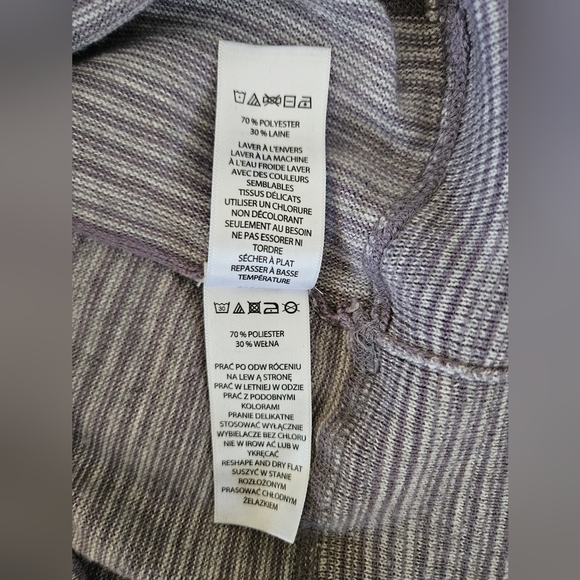 70 % POLYESTER
30 % LAINE
LAVER À L'ENVERS
LAVER À LA MACHINE
À L'EAU FROIDE LAVER
AVEC DES COULEURS
SEMBLABLES
TISSUS DÉLICATS
UTILISER UN CHLORURE
NON DÉCOLORANT
SEULEMENT AU BESOIN
NE PAS ESSORER NI
TORDRE
SÉCHER À PLAT
REPASSER À BASSE
TEMPÉRATURE
30
70 % POLIESTER
30 % WEŁNA
PRAĆ PO ODW RÓCENIU
NA LEW Ą STRONĘ
PRAĆ W LETNIEJ W ODZIE
PRAĆ Z PODOBNYMI
KOLORAMI
PRANIE DELIKATNE
STOSOWAĆ WYŁĄCZNIE
WYBIELACZE BEZ CHLORU
NIE W IROW AĆ LUB W
YKRĘCAĆ
RESHAPE AND DRY FLAT
SUSZYĆ W STANIE
ROZŁOŻONYM
PRASOWAĆ CHŁODNYM
ŻELAZKIEM